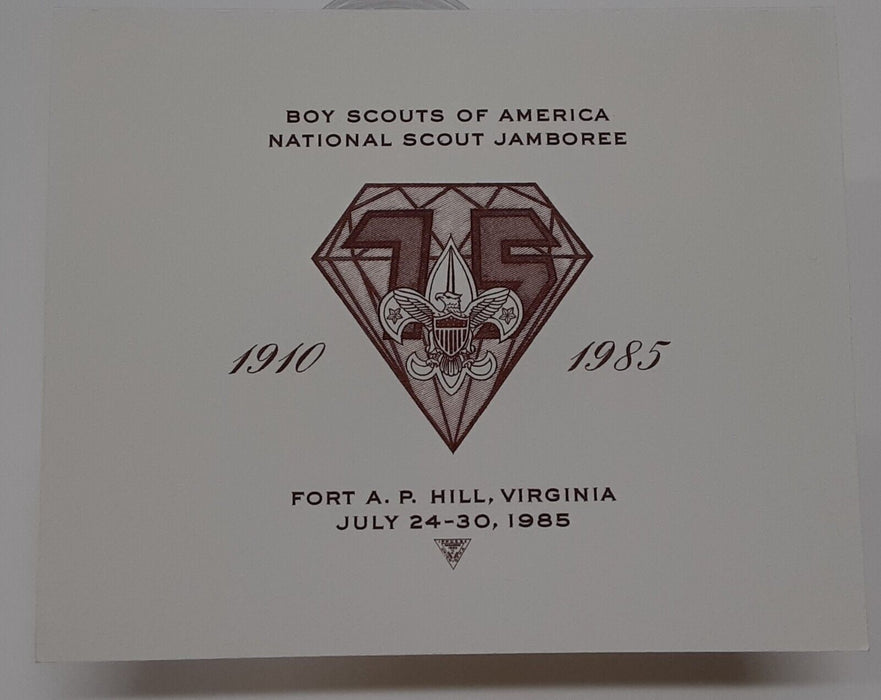 BOY SCOUTS OF AMERICA
NATIONAL SCOUT JAMBOREE
75
1910
1985
FORT A. P. HILL, VIRGINIA
JULY 24-30, 1985